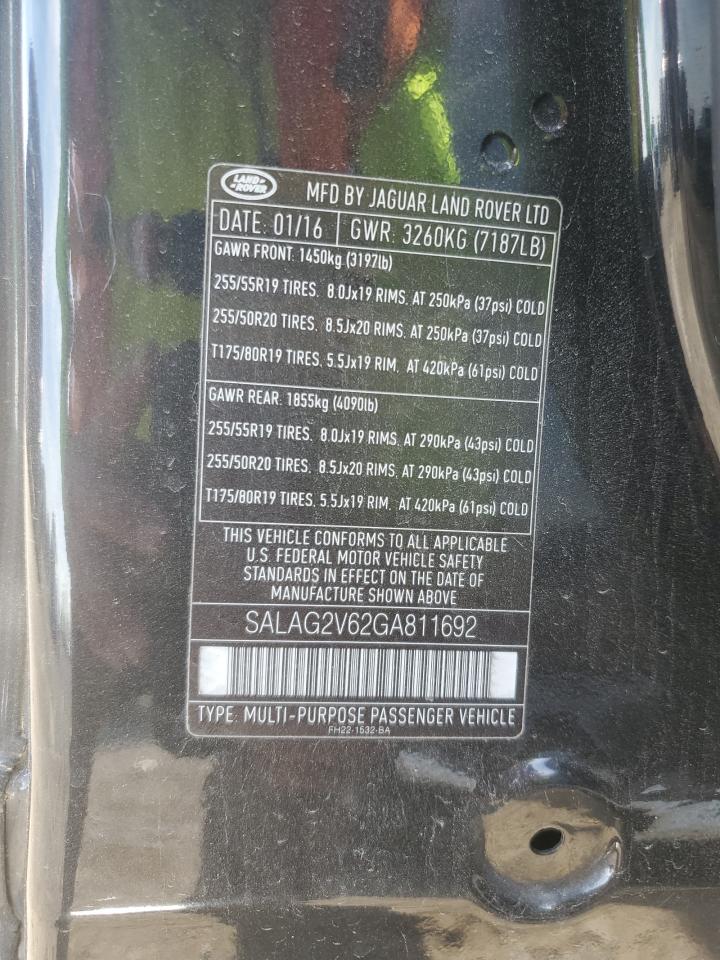 LAND ROVER
MFD BY JAGUAR LAND ROVER LTD
DATE: 01/16 GWR: 3260KG (7187LB)
GAWR FRONT: 1450kg (3197lb)
255/55R19 TIRES. 8.0Jx19 RIMS. AT 250kPa (37psi) COLD
255/50R20 TIRES. 8.5Jx20 RIMS. AT 250kPa (37psi) COLD
T175/80R19 TIRES. 5.5Jx19 RIM. AT 420kPa (61psi) COLD
GAWR REAR: 1855kg (4090lb)
255/55R19 TIRES. 8.0Jx19 RIMS. AT 290kPa (43psi) COLD
255/50R20 TIRES. 8.5Jx20 RIMS. AT 290kPa (43psi) COLD
T175/80R19 TIRES. 5.5Jx19 RIM. AT 420kPa (61psi) COLD
THIS VEHICLE CONFORMS TO ALL APPLICABLE
U.S. FEDERAL MOTOR VEHICLE SAFETY
STANDARDS IN EFFECT ON THE DATE OF
MANUFACTURE SHOWN ABOVE
SALAG2V62GA811692
TYPE: MULTI-PURPOSE PASSENGER VEHICLE
FH22-1532-BA